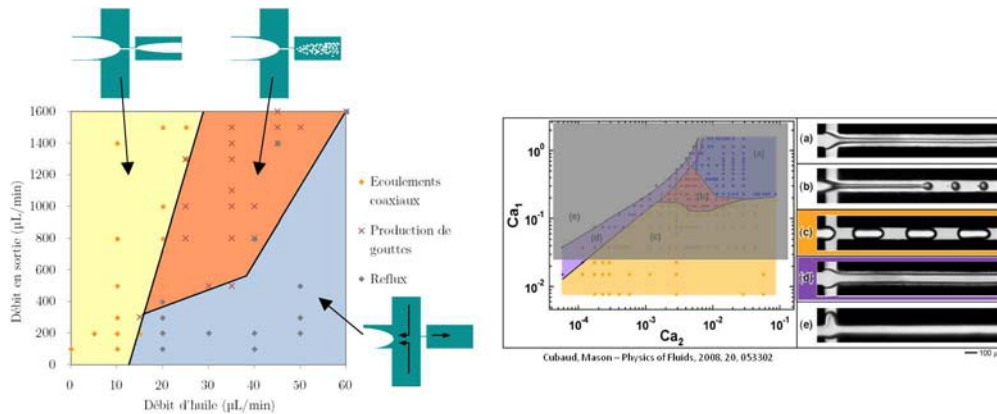 1600
1400
1200
1000
800
600
400
200
0
Débit en sortie (µL/min)
0 10 20 30 40 50 60
Débit d'huile (µL/min)
Ecoulements
coaxiaux
Production de
gouttes
Reflux
10⁰
10⁻¹
10⁻²
Ca₁
10⁻⁴ 10⁻³ 10⁻² 10⁻¹
Ca₂
(a)
(b)
(c)
(d)
(e)
Cubaud, Mason – Physics of Fluids, 2008, 20, 053302
(a)
(b)
(c)
(d)
(e)
100 µ